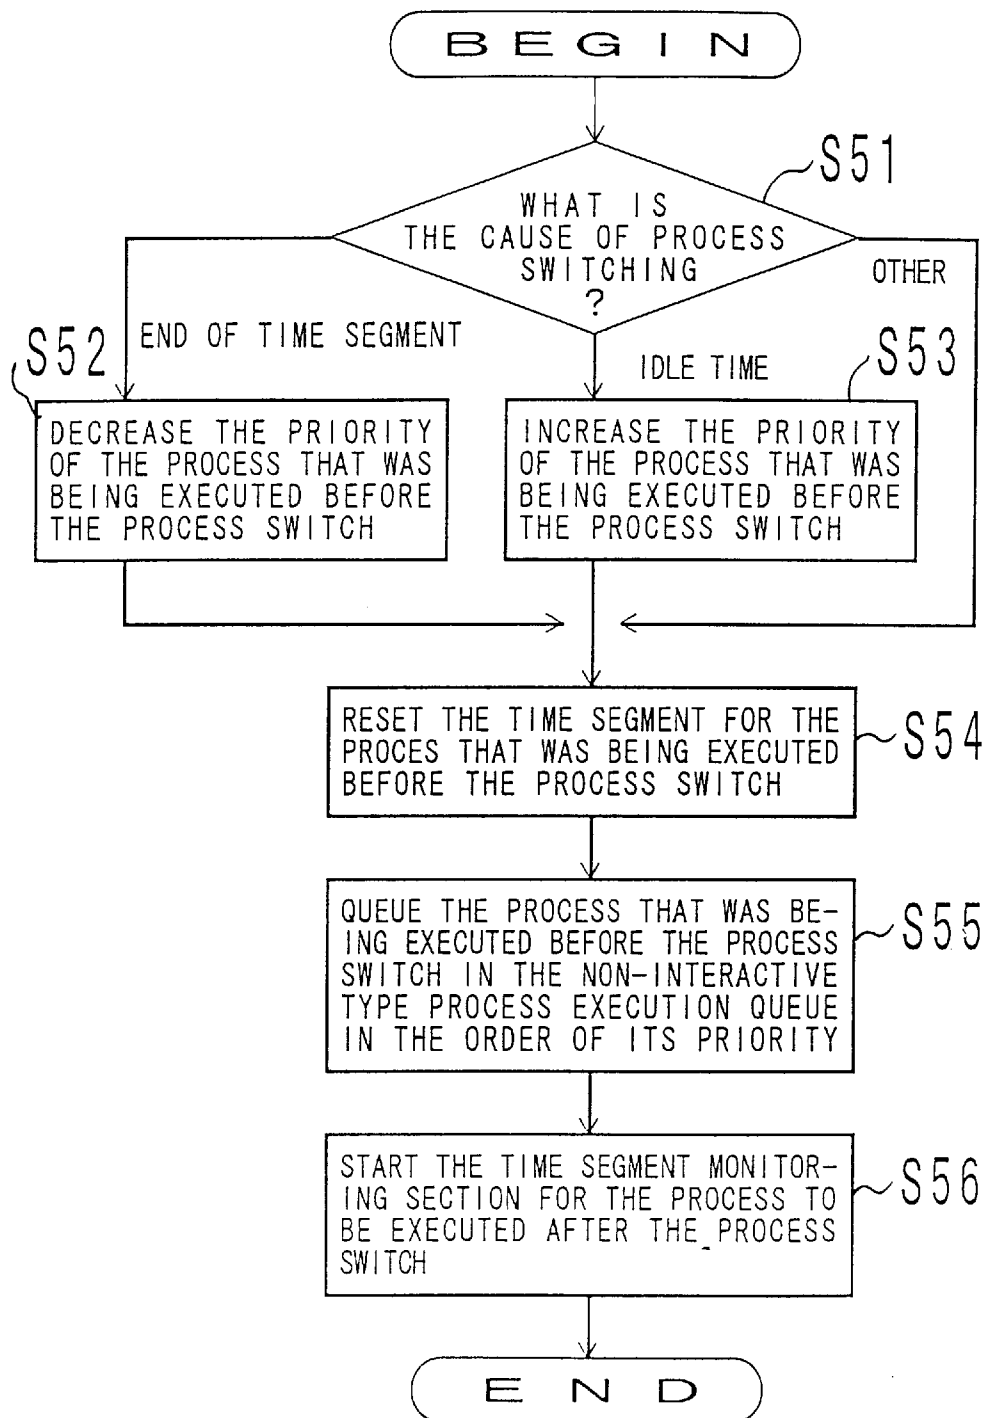 BEGIN
S51
WHAT IS
THE CAUSE OF PROCESS
SWITCHING
?
OTHER
END OF TIME SEGMENT
IDLE TIME
S52
DECREASE THE PRIORITY
OF THE PROCESS THAT WAS
BEING EXECUTED BEFORE
THE PROCESS SWITCH
S53
INCREASE THE PRIORITY
OF THE PROCESS THAT WAS
BEING EXECUTED BEFORE
THE PROCESS SWITCH
RESET THE TIME SEGMENT FOR THE
PROCES THAT WAS BEING EXECUTED
BEFORE THE PROCESS SWITCH
S54
QUEUE THE PROCESS THAT WAS BE-
ING EXECUTED BEFORE THE PROCESS
SWITCH IN THE NON-INTERACTIVE
TYPE PROCESS EXECUTION QUEUE
IN THE ORDER OF ITS PRIORITY
S55
START THE TIME SEGMENT MONITOR-
ING SECTION FOR THE PROCESS TO
BE EXECUTED AFTER THE PROCESS
SWITCH
S56
END